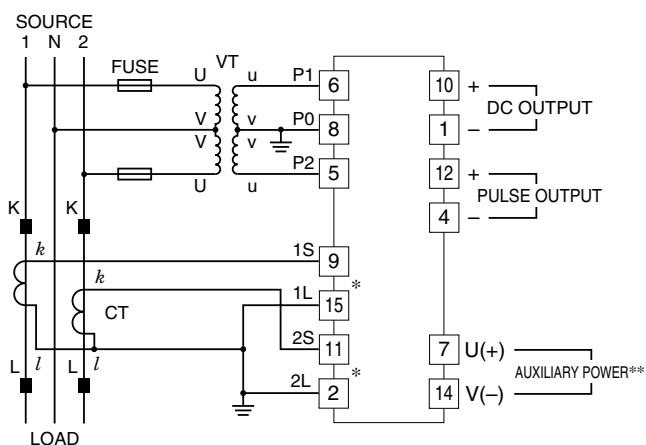 SOURCE
1 N 2
FUSE
VT
U u P1 6
V v P0 8
V v
U u P2 5
10 + DC OUTPUT
1 –
12 + PULSE OUTPUT
4 –
K K
k 1S 9
k 1L 15 *
CT 2S 11
L l L l 2L 2 *
7 U(+) AUXILIARY POWER**
14 V(–)
LOAD